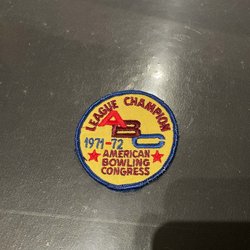 LEAGUE CHAMPION
ABC
1971-72
AMERICAN
BOWLING
CONGRESS